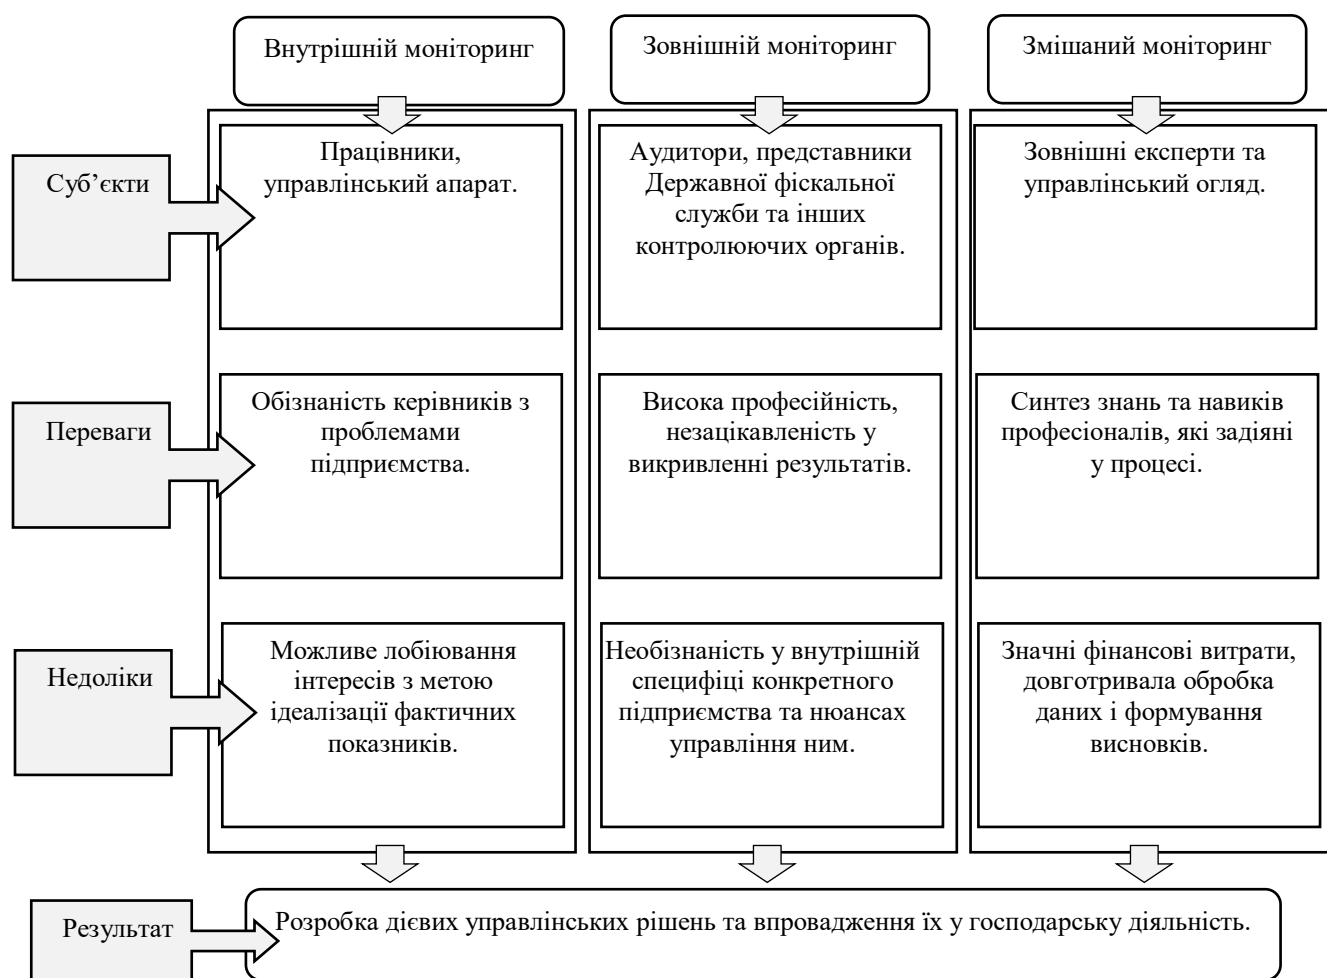 Внутрішній моніторинг
Зовнішній моніторинг
Змішаний моніторинг
Суб’єкти
Працівники,
управлінський апарат.
Аудитори, представники
Державної фіскальної
служби та інших
контролюючих органів.
Зовнішні експерти та
управлінський огляд.
Переваги
Обізнаність керівників з
проблемами
підприємства.
Висока професійність,
незацікавленість у
викривленні результатів.
Синтез знань та навиків
професіоналів, які задіяні
у процесі.
Недоліки
Можливе лобіювання
інтересів з метою
ідеалізації фактичних
показників.
Необізнаність у внутрішній
специфіці конкретного
підприємства та нюансах
управління ним.
Значні фінансові витрати,
довготривала обробка
даних і формування
висновків.
Результат
Розробка дієвих управлінських рішень та впровадження їх у господарську діяльність.